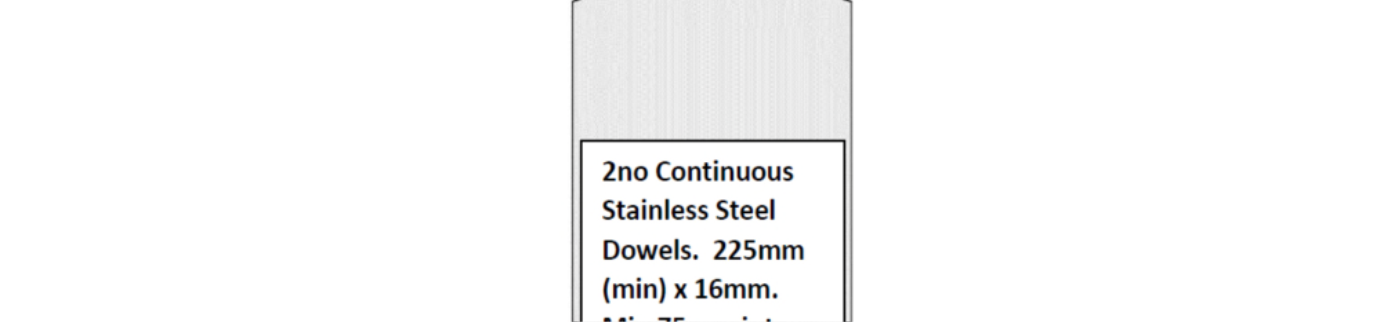 2no Continuous
Stainless Steel
Dowels.  225mm
(min) x 16mm.